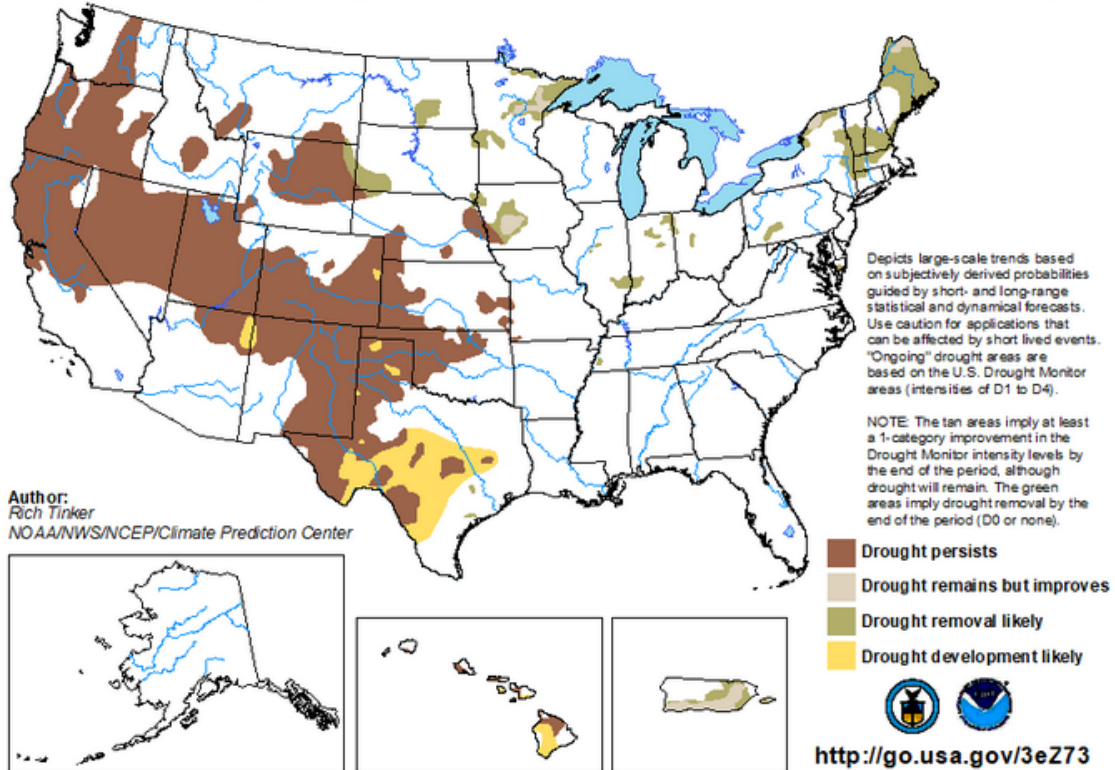 Depicts large-scale trends based
on subjectively derived probabilities
guided by short- and long-range
statistical and dynamical forecasts.
Use caution for applications that
can be affected by short lived events.
"Ongoing" drought areas are
based on the U.S. Drought Monitor
areas (intensities of D1 to D4).
NOTE: The tan areas imply at least
a 1-category improvement in the
Drought Monitor intensity levels by
the end of the period, although
drought will remain. The green
areas imply drought removal by the
end of the period (D0 or none).
Author:
Rich Tinker
NOAA/NWS/NCEP/Climate Prediction Center
Drought persists
Drought remains but improves
Drought removal likely
Drought development likely
http://go.usa.gov/3eZ73